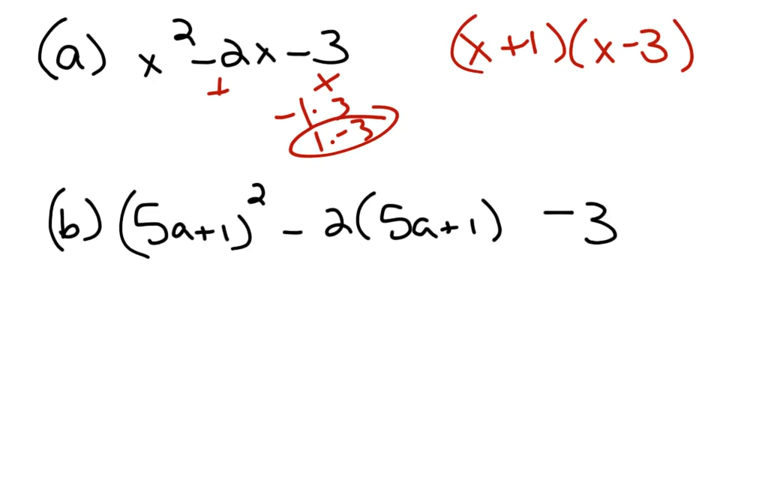 (a) x² - 2x - 3 (x + 1)(x - 3)
+ x
-1 · 3
1 · -3
(b) (5a + 1)² - 2(5a + 1) - 3